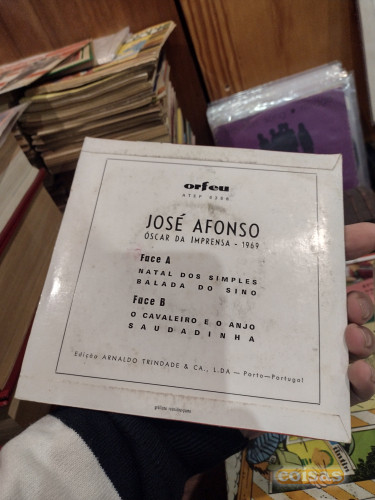 orfeu
JOSÉ AFONSO
ÓSCAR DA IMPRENSA - 1969
Face A
NATAL DOS SIMPLES
BALADA DO SINO
Face B
O CAVALEIRO E O ANJO
SAUDADINHA
Edição ARNALDO TRINDADE & CA., L.DA — Porto-Portugal
coisas